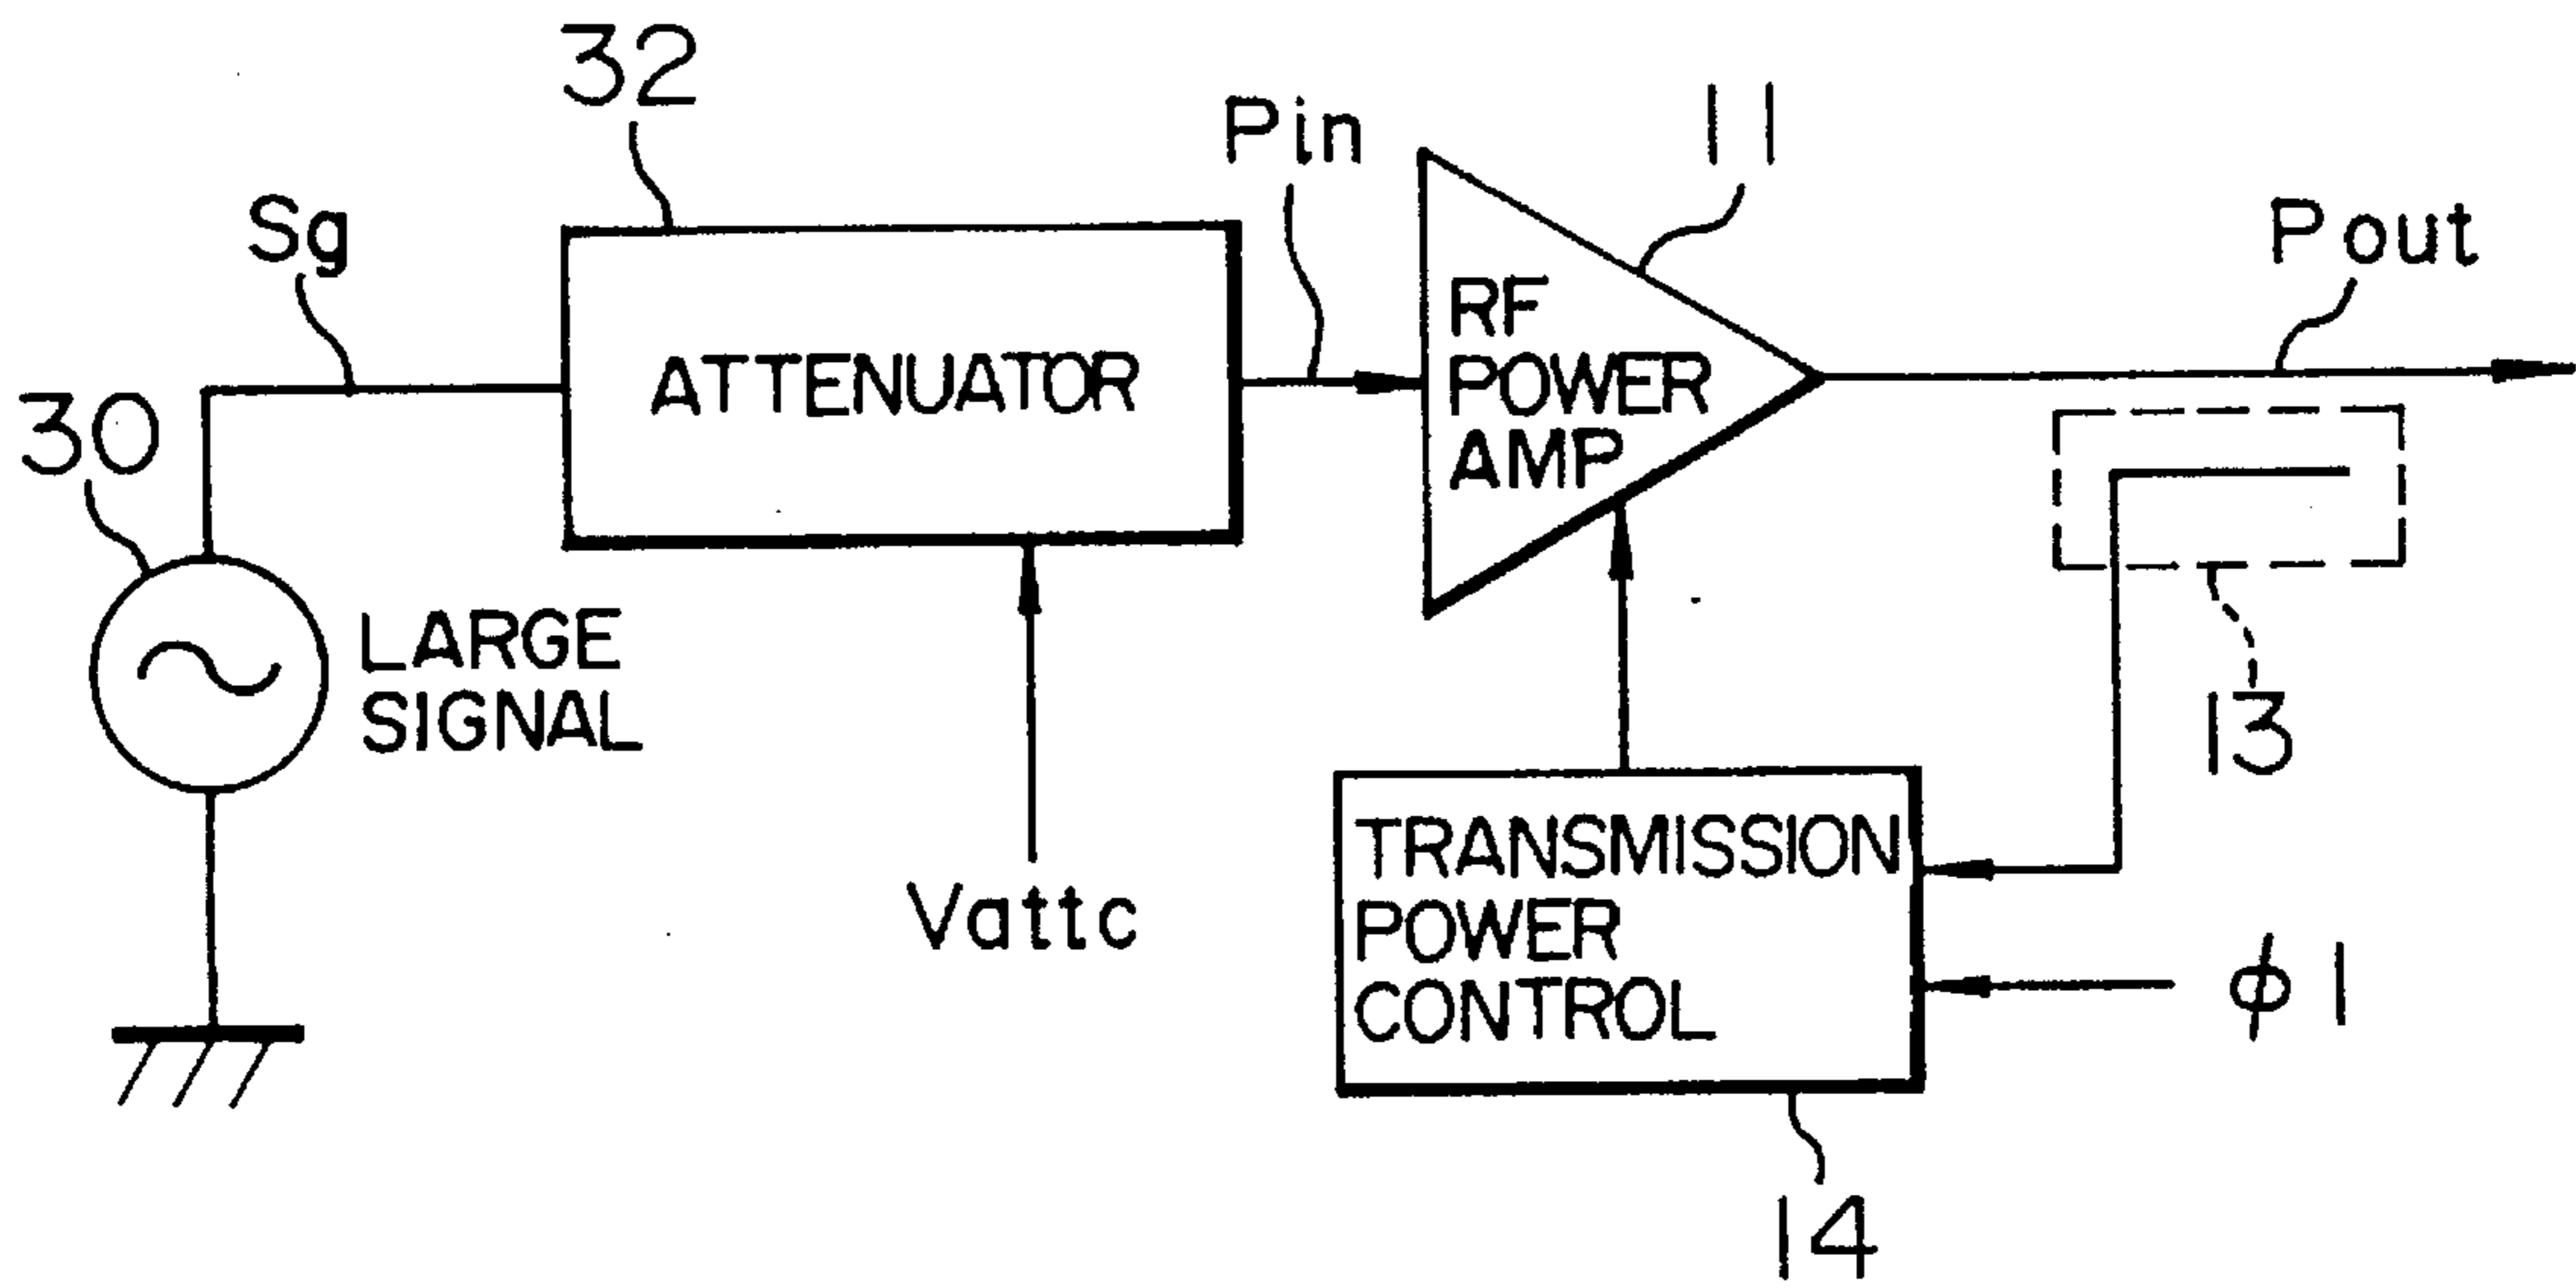 32
Pin
11
Sg
Pout
30
ATTENUATOR
RF
POWER
AMP
LARGE
SIGNAL
13
Vattc
TRANSMISSION
POWER
CONTROL
ϕ1
14